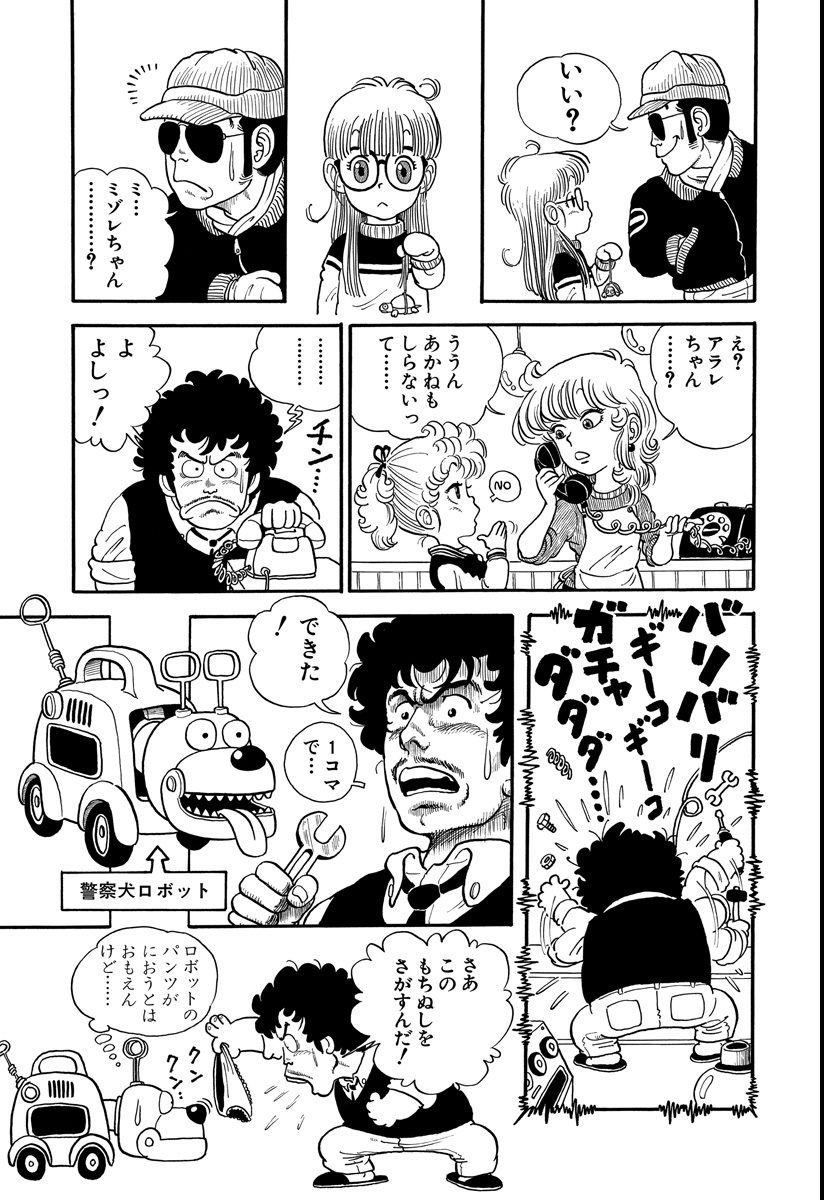 いい？
ミ…
ミゾレちゃん
…………？
え？
アラレ
ちゃん
……？
ううん
あかねも
しらないっ
て……
NO
………
………
チン…
よ
よしっ！
バリバリ
ギーコギーコ
ガチャ
ダダダ…
できた
！
1コマ
で…
警察犬ロボット
さあ
この
もちぬしを
さがすんだ！
ロボットの
パンツが
におうとは
おもえん
けど……
クン
クン…